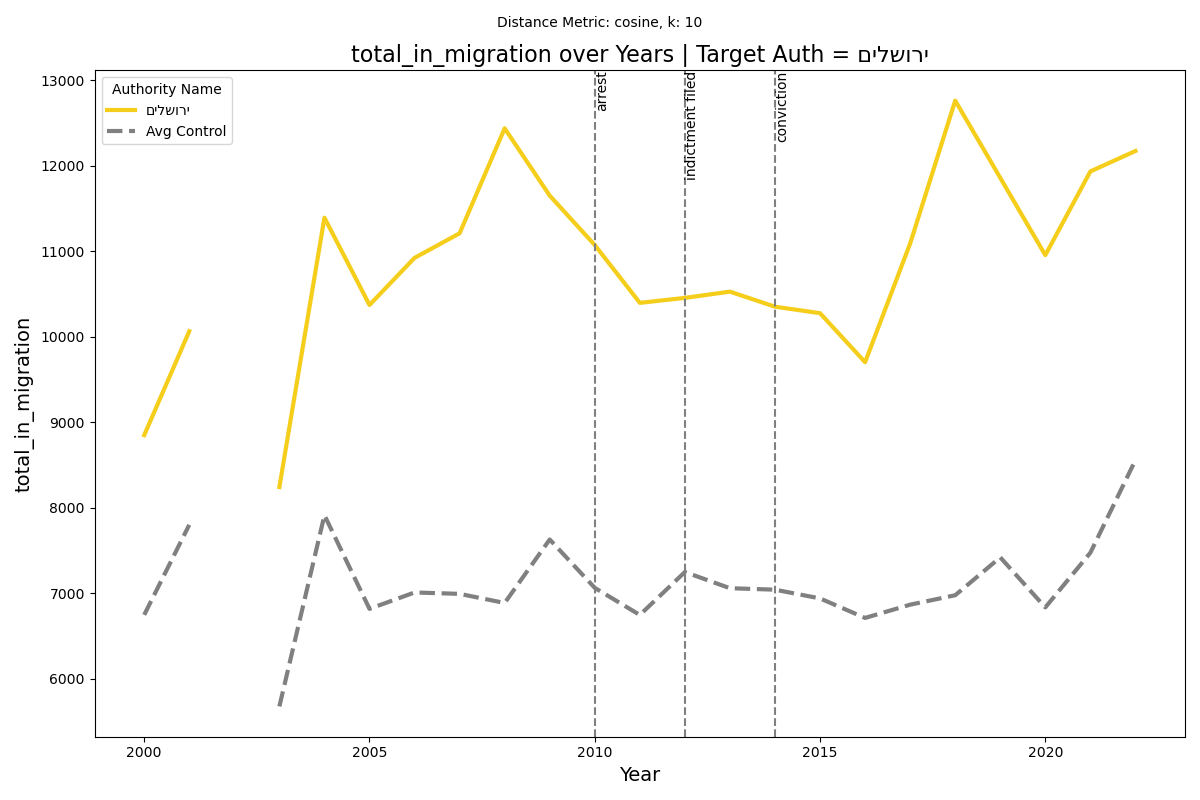 Distance Metric: cosine, k: 10
total_in_migration over Years | Target Auth = ירושלים
Authority Name
ירושלים
Avg Control
arrest
indictment filed
conviction
total_in_migration
13000
12000
11000
10000
9000
8000
7000
6000
2000 2005 2010 2015 2020
Year